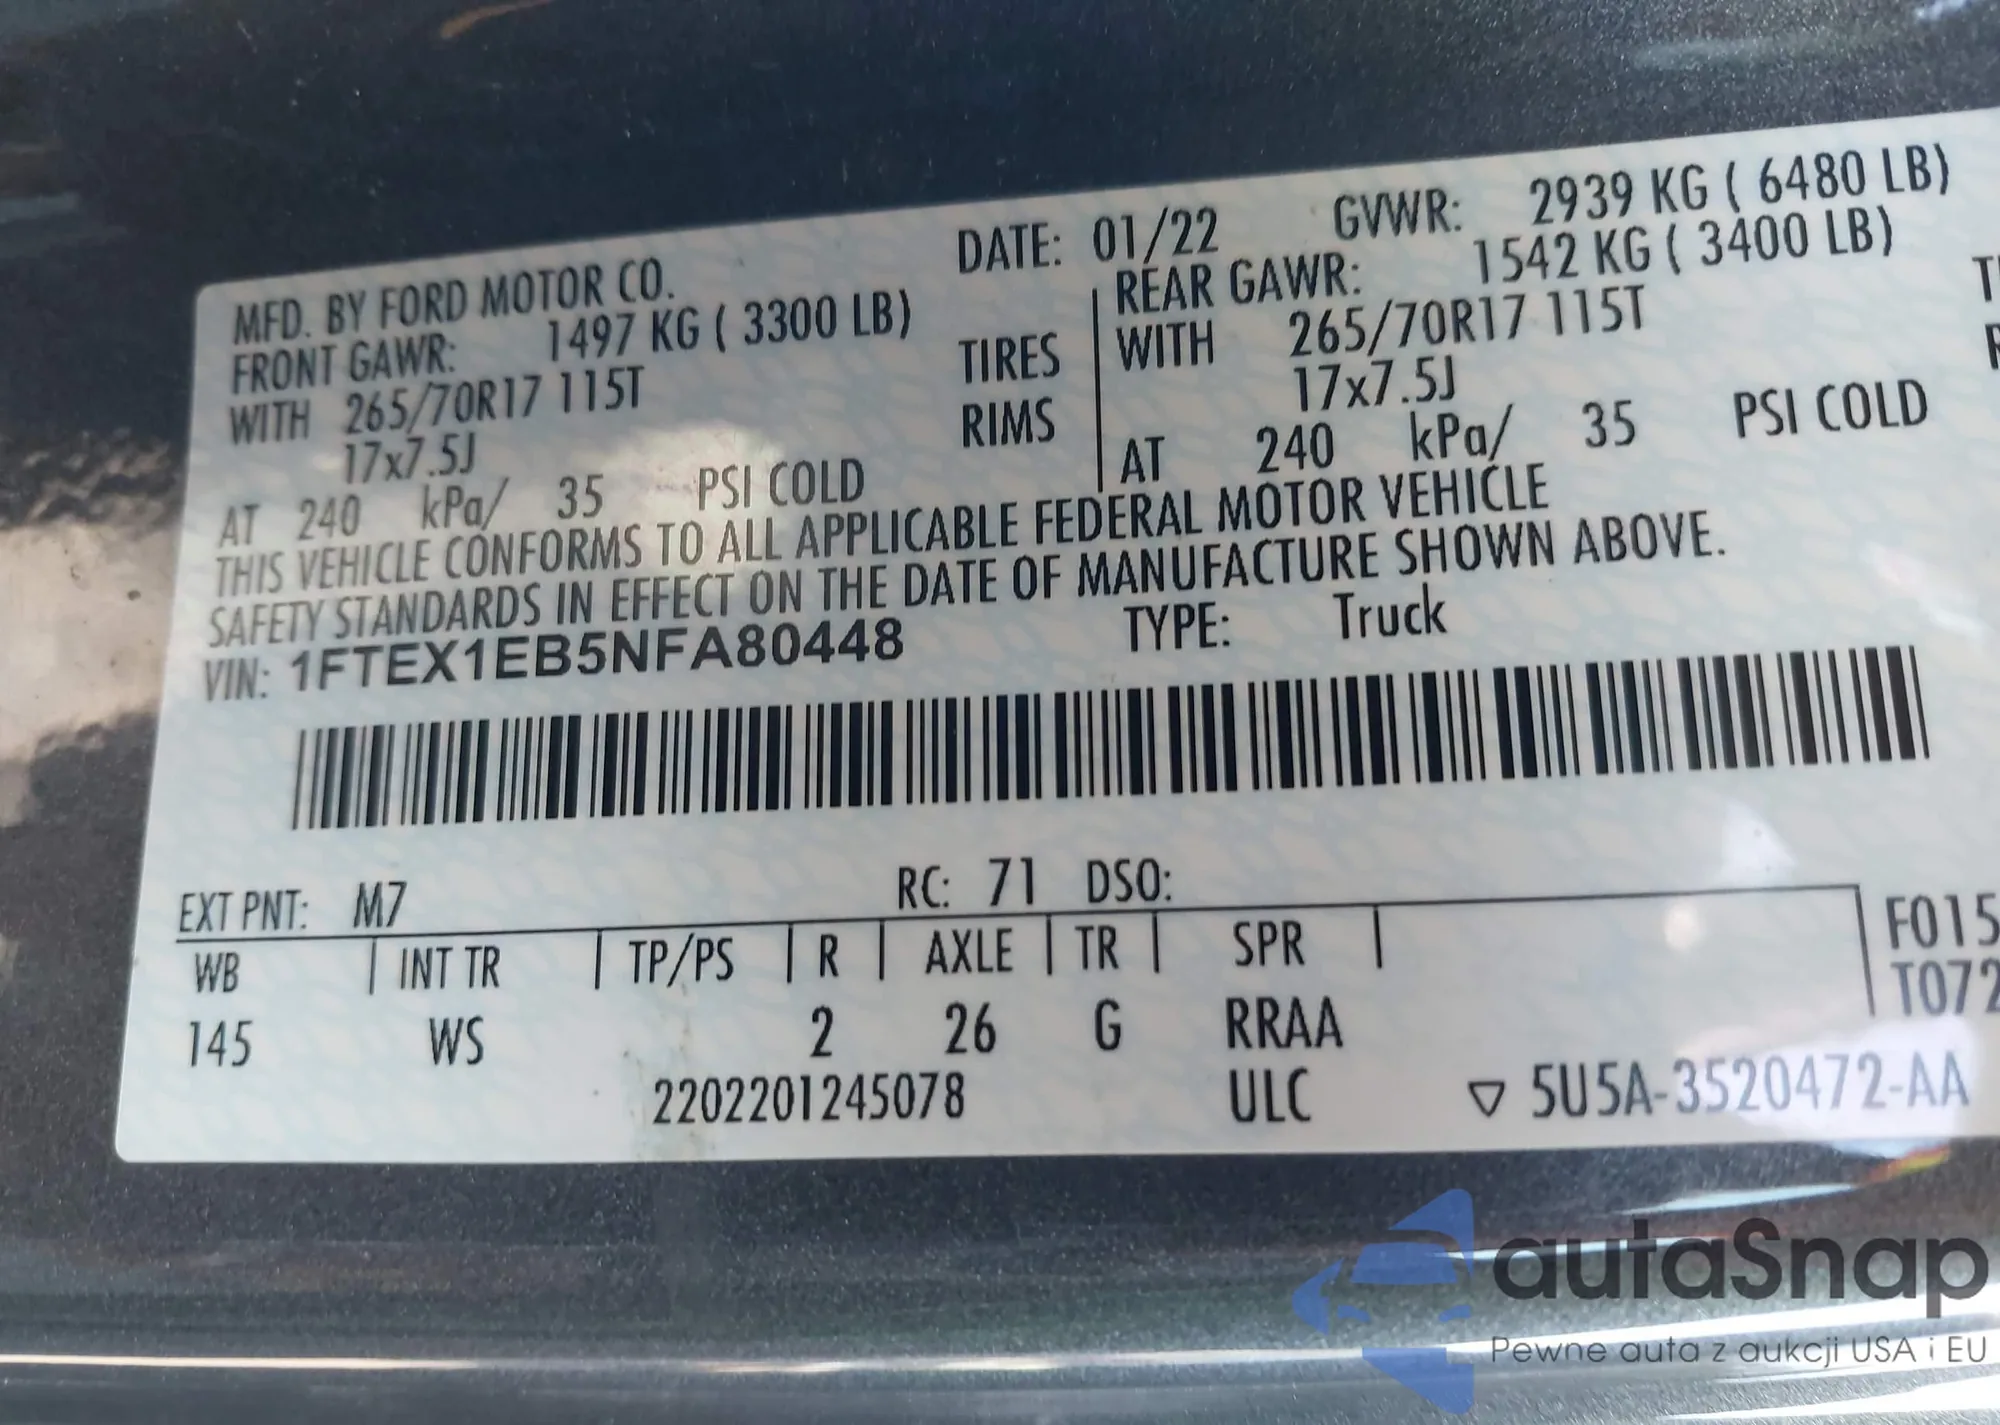 MFD. BY FORD MOTOR CO. DATE: 01/22 GVWR: 2939 KG ( 6480 LB)
FRONT GAWR: 1497 KG ( 3300 LB) REAR GAWR: 1542 KG ( 3400 LB)
WITH 265/70R17 115T TIRES WITH 265/70R17 115T
17x7.5J RIMS 17x7.5J
AT 240 kPa/ 35 PSI COLD AT 240 kPa/ 35 PSI COLD
THIS VEHICLE CONFORMS TO ALL APPLICABLE FEDERAL MOTOR VEHICLE
SAFETY STANDARDS IN EFFECT ON THE DATE OF MANUFACTURE SHOWN ABOVE.
VIN: 1FTEX1EB5NFA80448 TYPE: Truck
EXT PNT: M7 RC: 71 DSO:
WB INT TR TP/PS R AXLE TR SPR F015
T072
145 WS 2 26 G RRAA
2202201245078 ULC ▽ 5U5A-3520472-AA
autaSnap
Pewne auta z aukcji USA i EU